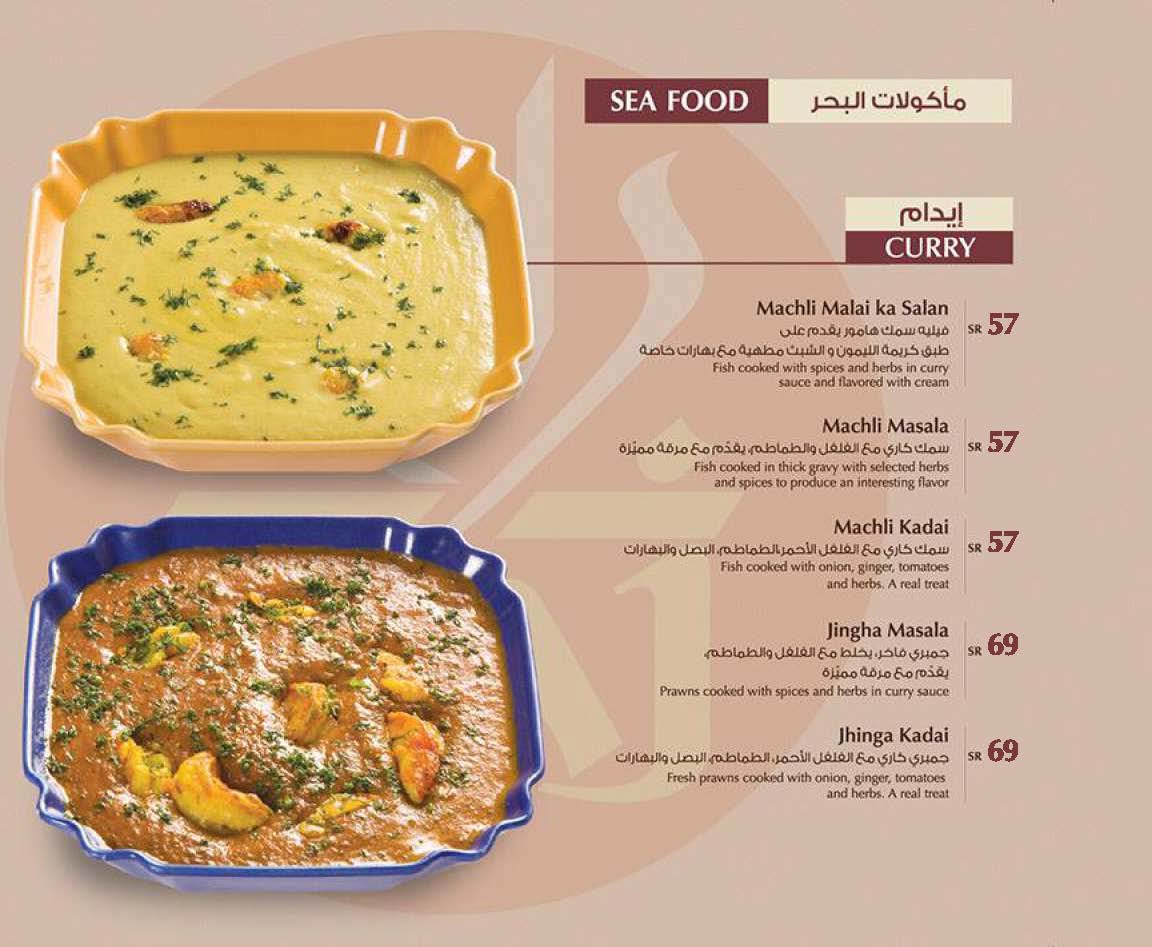 SEA FOOD مأكولات البحر
إيدام
CURRY
Machli Malai ka Salan
SR 57
فيليه سمك هامور يقدم على
طبق كريمة الليمون و الشبث مطهية مع بهارات خاصة
Fish cooked with spices and herbs in curry
sauce and flavored with cream
Machli Masala
SR 57
سمك كاري مع الفلفل والطماطم، يقدّم مع مرقة مميّزة
Fish cooked in thick gravy with selected herbs
and spices to produce an interesting flavor
Machli Kadai
SR 57
سمك كاري مع الفلفل الأحمر،الطماطم، البصل والبهارات
Fish cooked with onion, ginger, tomatoes
and herbs. A real treat
Jingha Masala
SR 69
جمبري فاخر، يخلط مع الفلفل والطماطم،
يقدّم مع مرقة مميّزة
Prawns cooked with spices and herbs in curry sauce
Jhinga Kadai
SR 69
جمبري كاري مع الفلفل الأحمر، الطماطم، البصل والبهارات
Fresh prawns cooked with onion, ginger, tomatoes
and herbs. A real treat